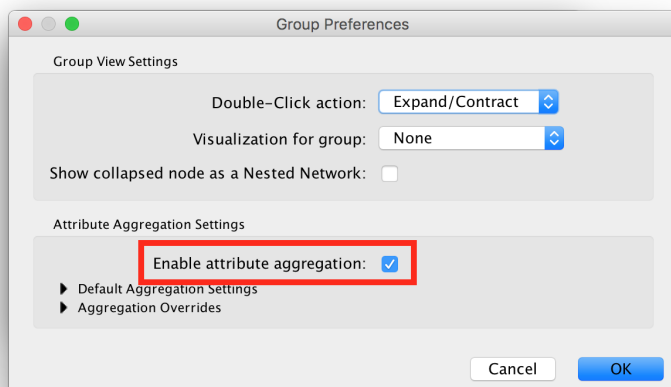 Group Preferences
Group View Settings
Double-Click action: Expand/Contract
Visualization for group: None
Show collapsed node as a Nested Network:
Attribute Aggregation Settings
Enable attribute aggregation:
Default Aggregation Settings
Aggregation Overrides
Cancel OK